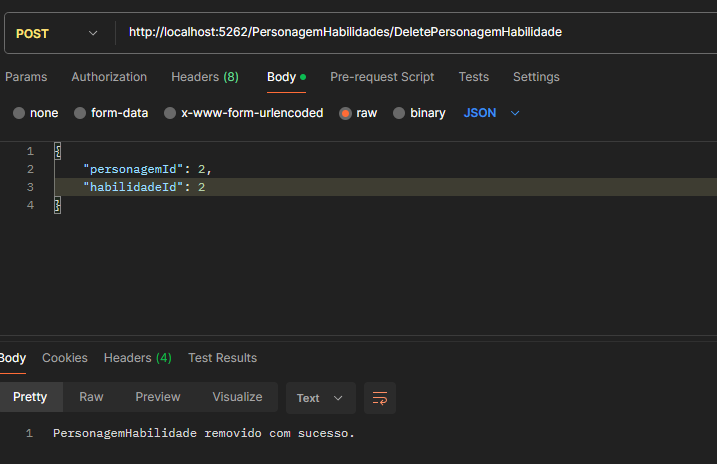 POST http://localhost:5262/PersonagemHabilidades/DeletePersonagemHabilidade
Params Authorization Headers (8) Body Pre-request Script Tests Settings
none form-data x-www-form-urlencoded raw binary JSON
1 {
2 "personagemId": 2,
3 "habilidadeId": 2
4 }
Body Cookies Headers (4) Test Results
Pretty Raw Preview Visualize Text
1 PersonagemHabilidade removido com sucesso.